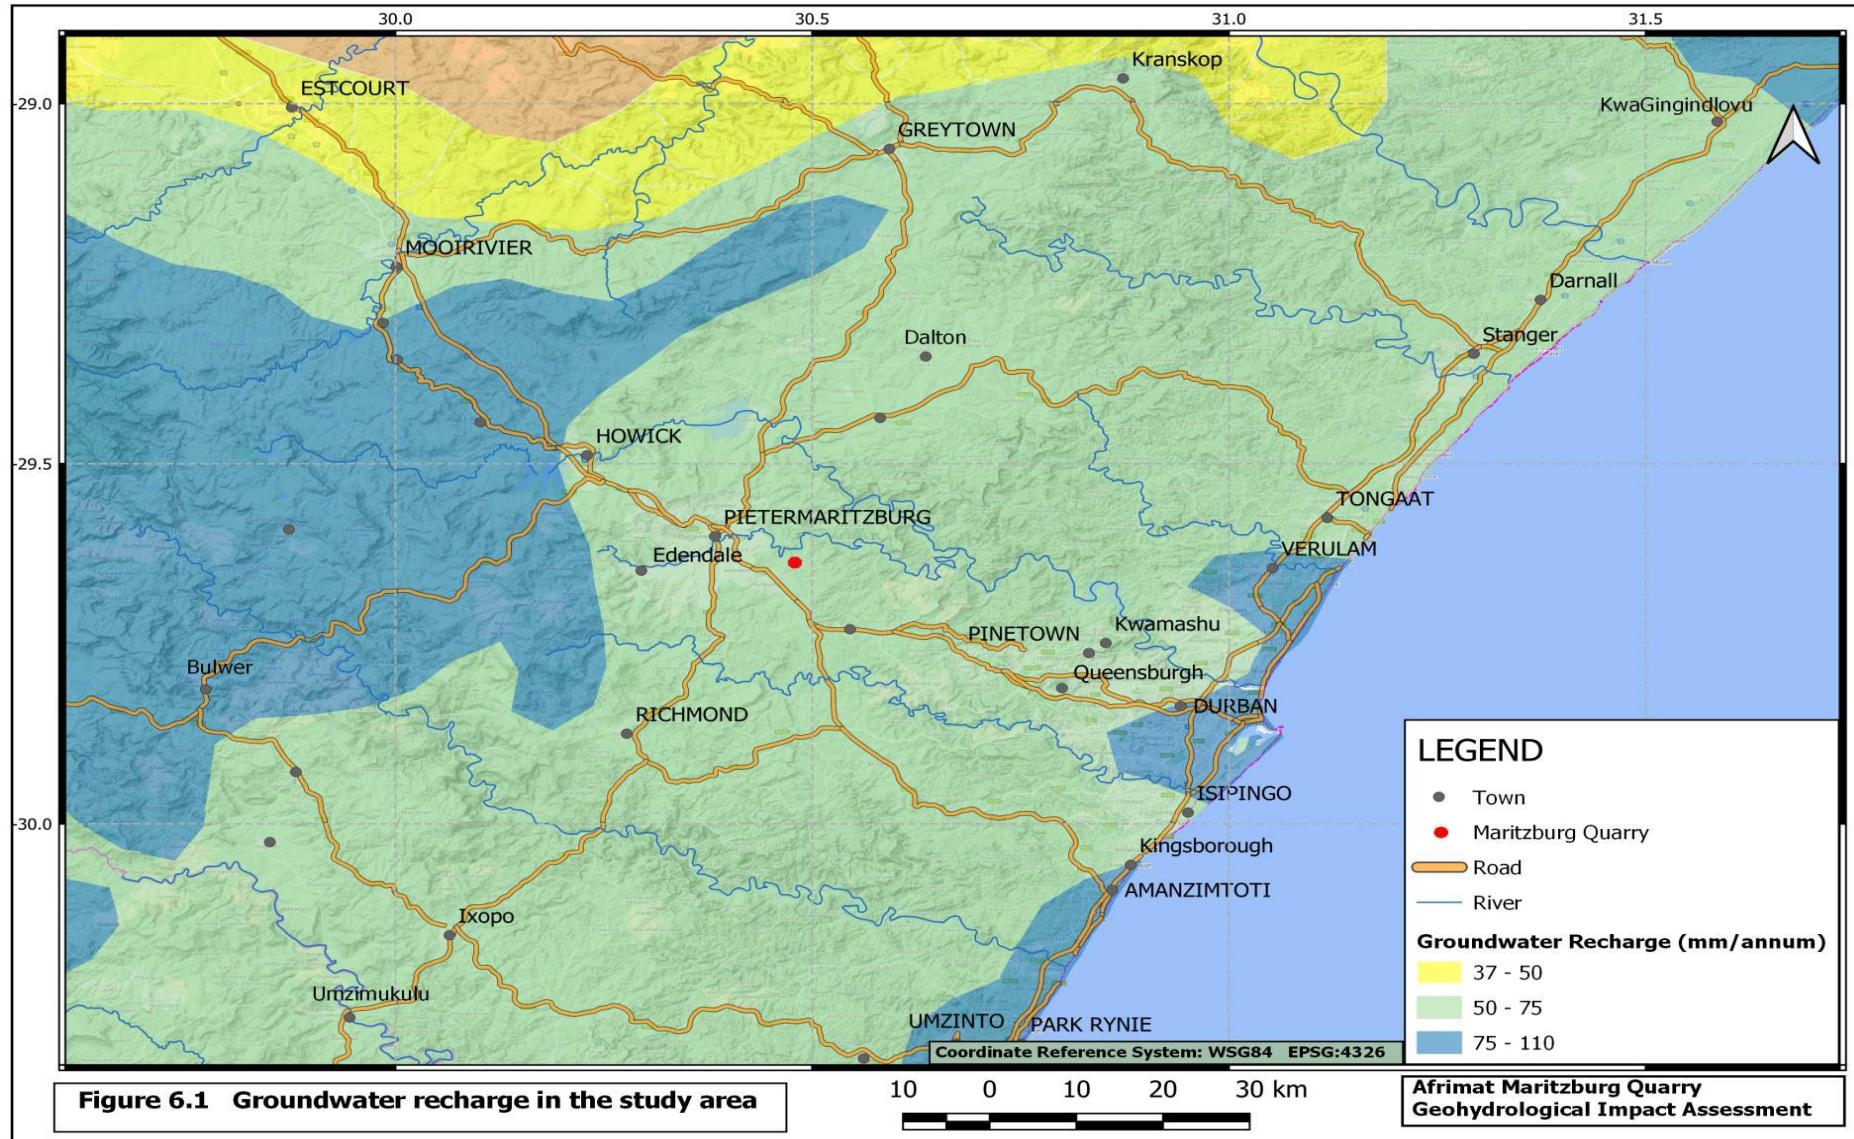 30.0 30.5 31.0 31.5
Kranskop
-29.0
ESTCOURT
KwaGingindlovu
GREYTOWN
MOOIRIVIER
Darnall
Dalton
Stanger
HOWICK
-29.5
TONGAAT
PIETERMARITZBURG
Edendale
VERULAM
PINETOWN
Kwamashu
Bulwer
Queensburgh
RICHMOND
DURBAN
ISIPINGO
-30.0
Kingsborough
AMANZIMTOTI
Ixopo
Umzimukulu
UMZINTO
PARK RYNIE
LEGEND
Town
Maritzburg Quarry
Road
River
Groundwater Recharge (mm/annum)
37 - 50
50 - 75
75 - 110
Coordinate Reference System: WSG84 EPSG:4326
Figure 6.1 Groundwater recharge in the study area
10 0 10 20 30 km
Afrimat Maritzburg Quarry
Geohydrological Impact Assessment